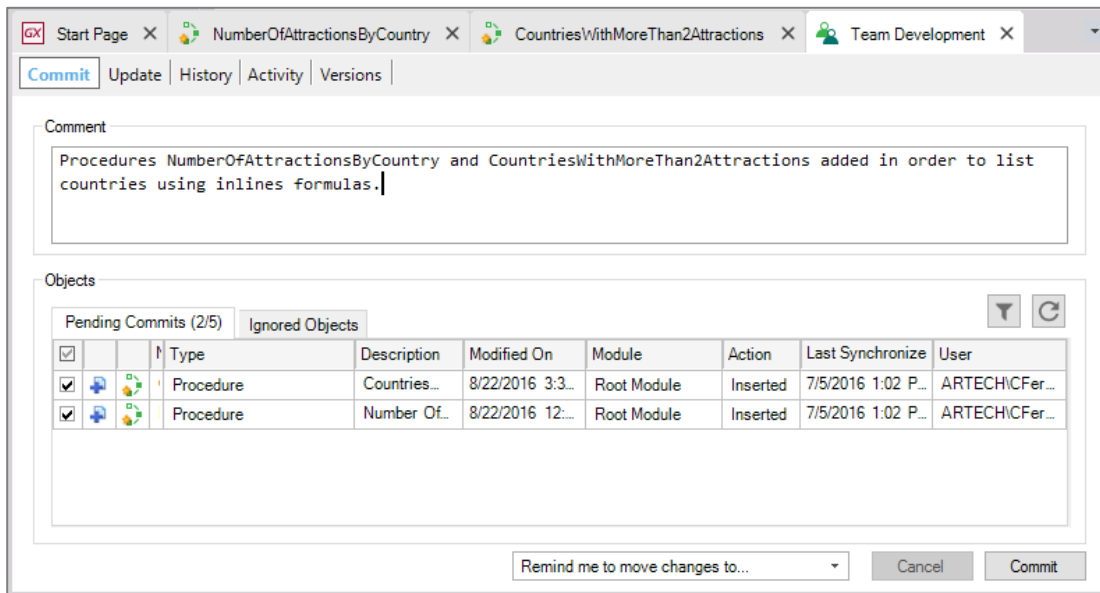 GX Start Page NumberOfAttractionsByCountry CountriesWithMoreThan2Attractions Team Development
Commit Update History Activity Versions
Comment
Procedures NumberOfAttractionsByCountry and CountriesWithMoreThan2Attractions added in order to list
countries using inlines formulas.
Objects
Pending Commits (2/5) Ignored Objects
Type Description Modified On Module Action Last Synchronize User
Procedure Countries... 8/22/2016 3:3... Root Module Inserted 7/5/2016 1:02 P... ARTECH\CFer...
Procedure Number Of... 8/22/2016 12:... Root Module Inserted 7/5/2016 1:02 P... ARTECH\CFer...
Remind me to move changes to... Cancel Commit